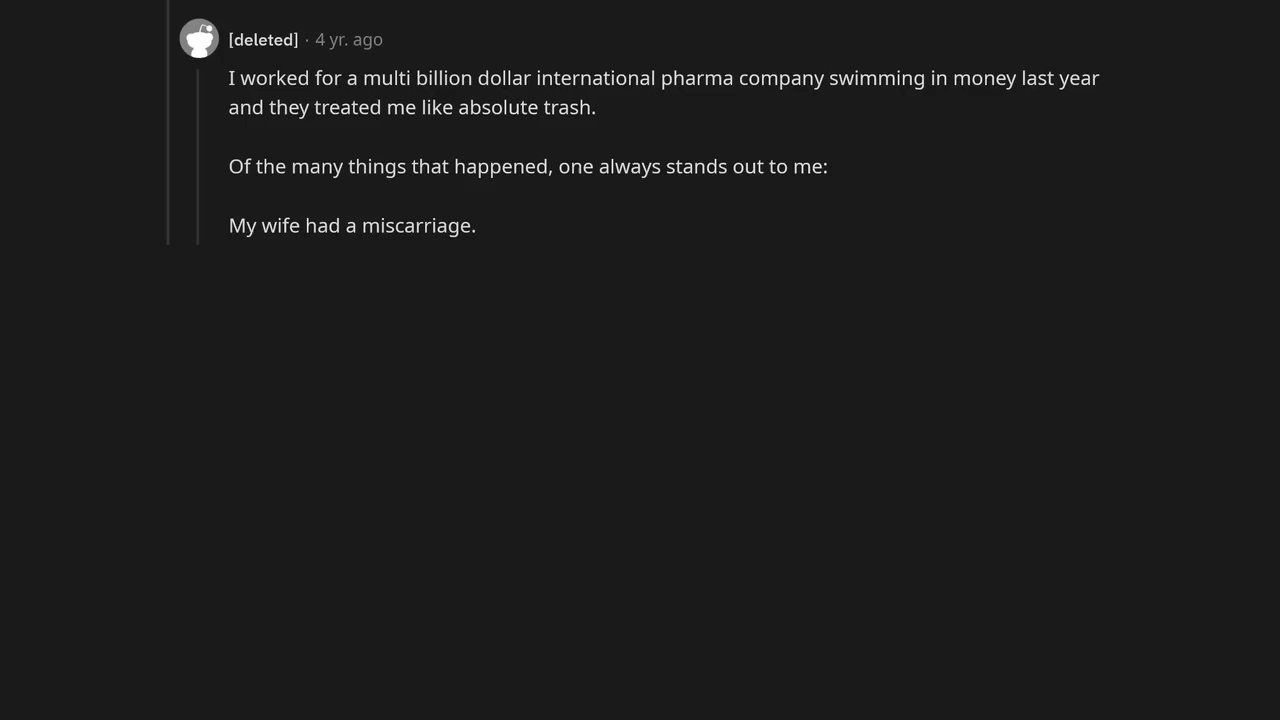 [deleted] · 4 yr. ago
I worked for a multi billion dollar international pharma company swimming in money last year
and they treated me like absolute trash.
Of the many things that happened, one always stands out to me:
My wife had a miscarriage.